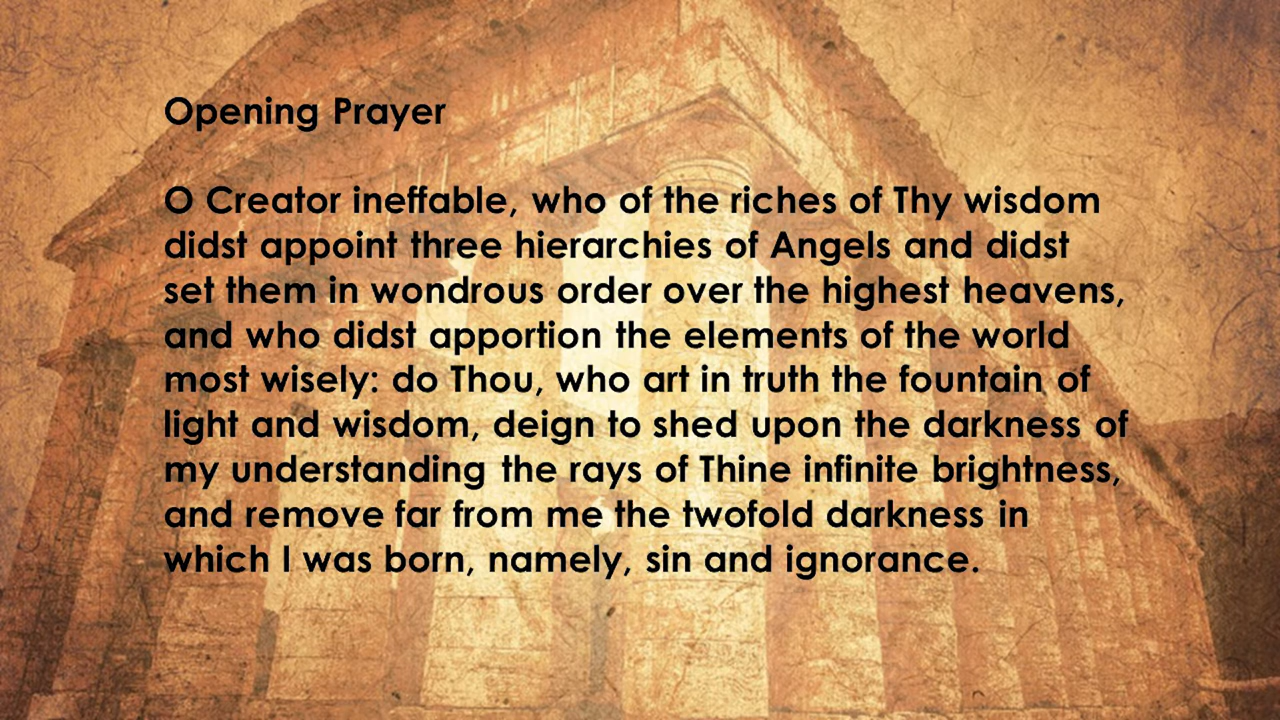 Opening Prayer
O Creator ineffable, who of the riches of Thy wisdom
didst appoint three hierarchies of Angels and didst
set them in wondrous order over the highest heavens,
and who didst apportion the elements of the world
most wisely: do Thou, who art in truth the fountain of
light and wisdom, deign to shed upon the darkness of
my understanding the rays of Thine infinite brightness,
and remove far from me the twofold darkness in
which I was born, namely, sin and ignorance.